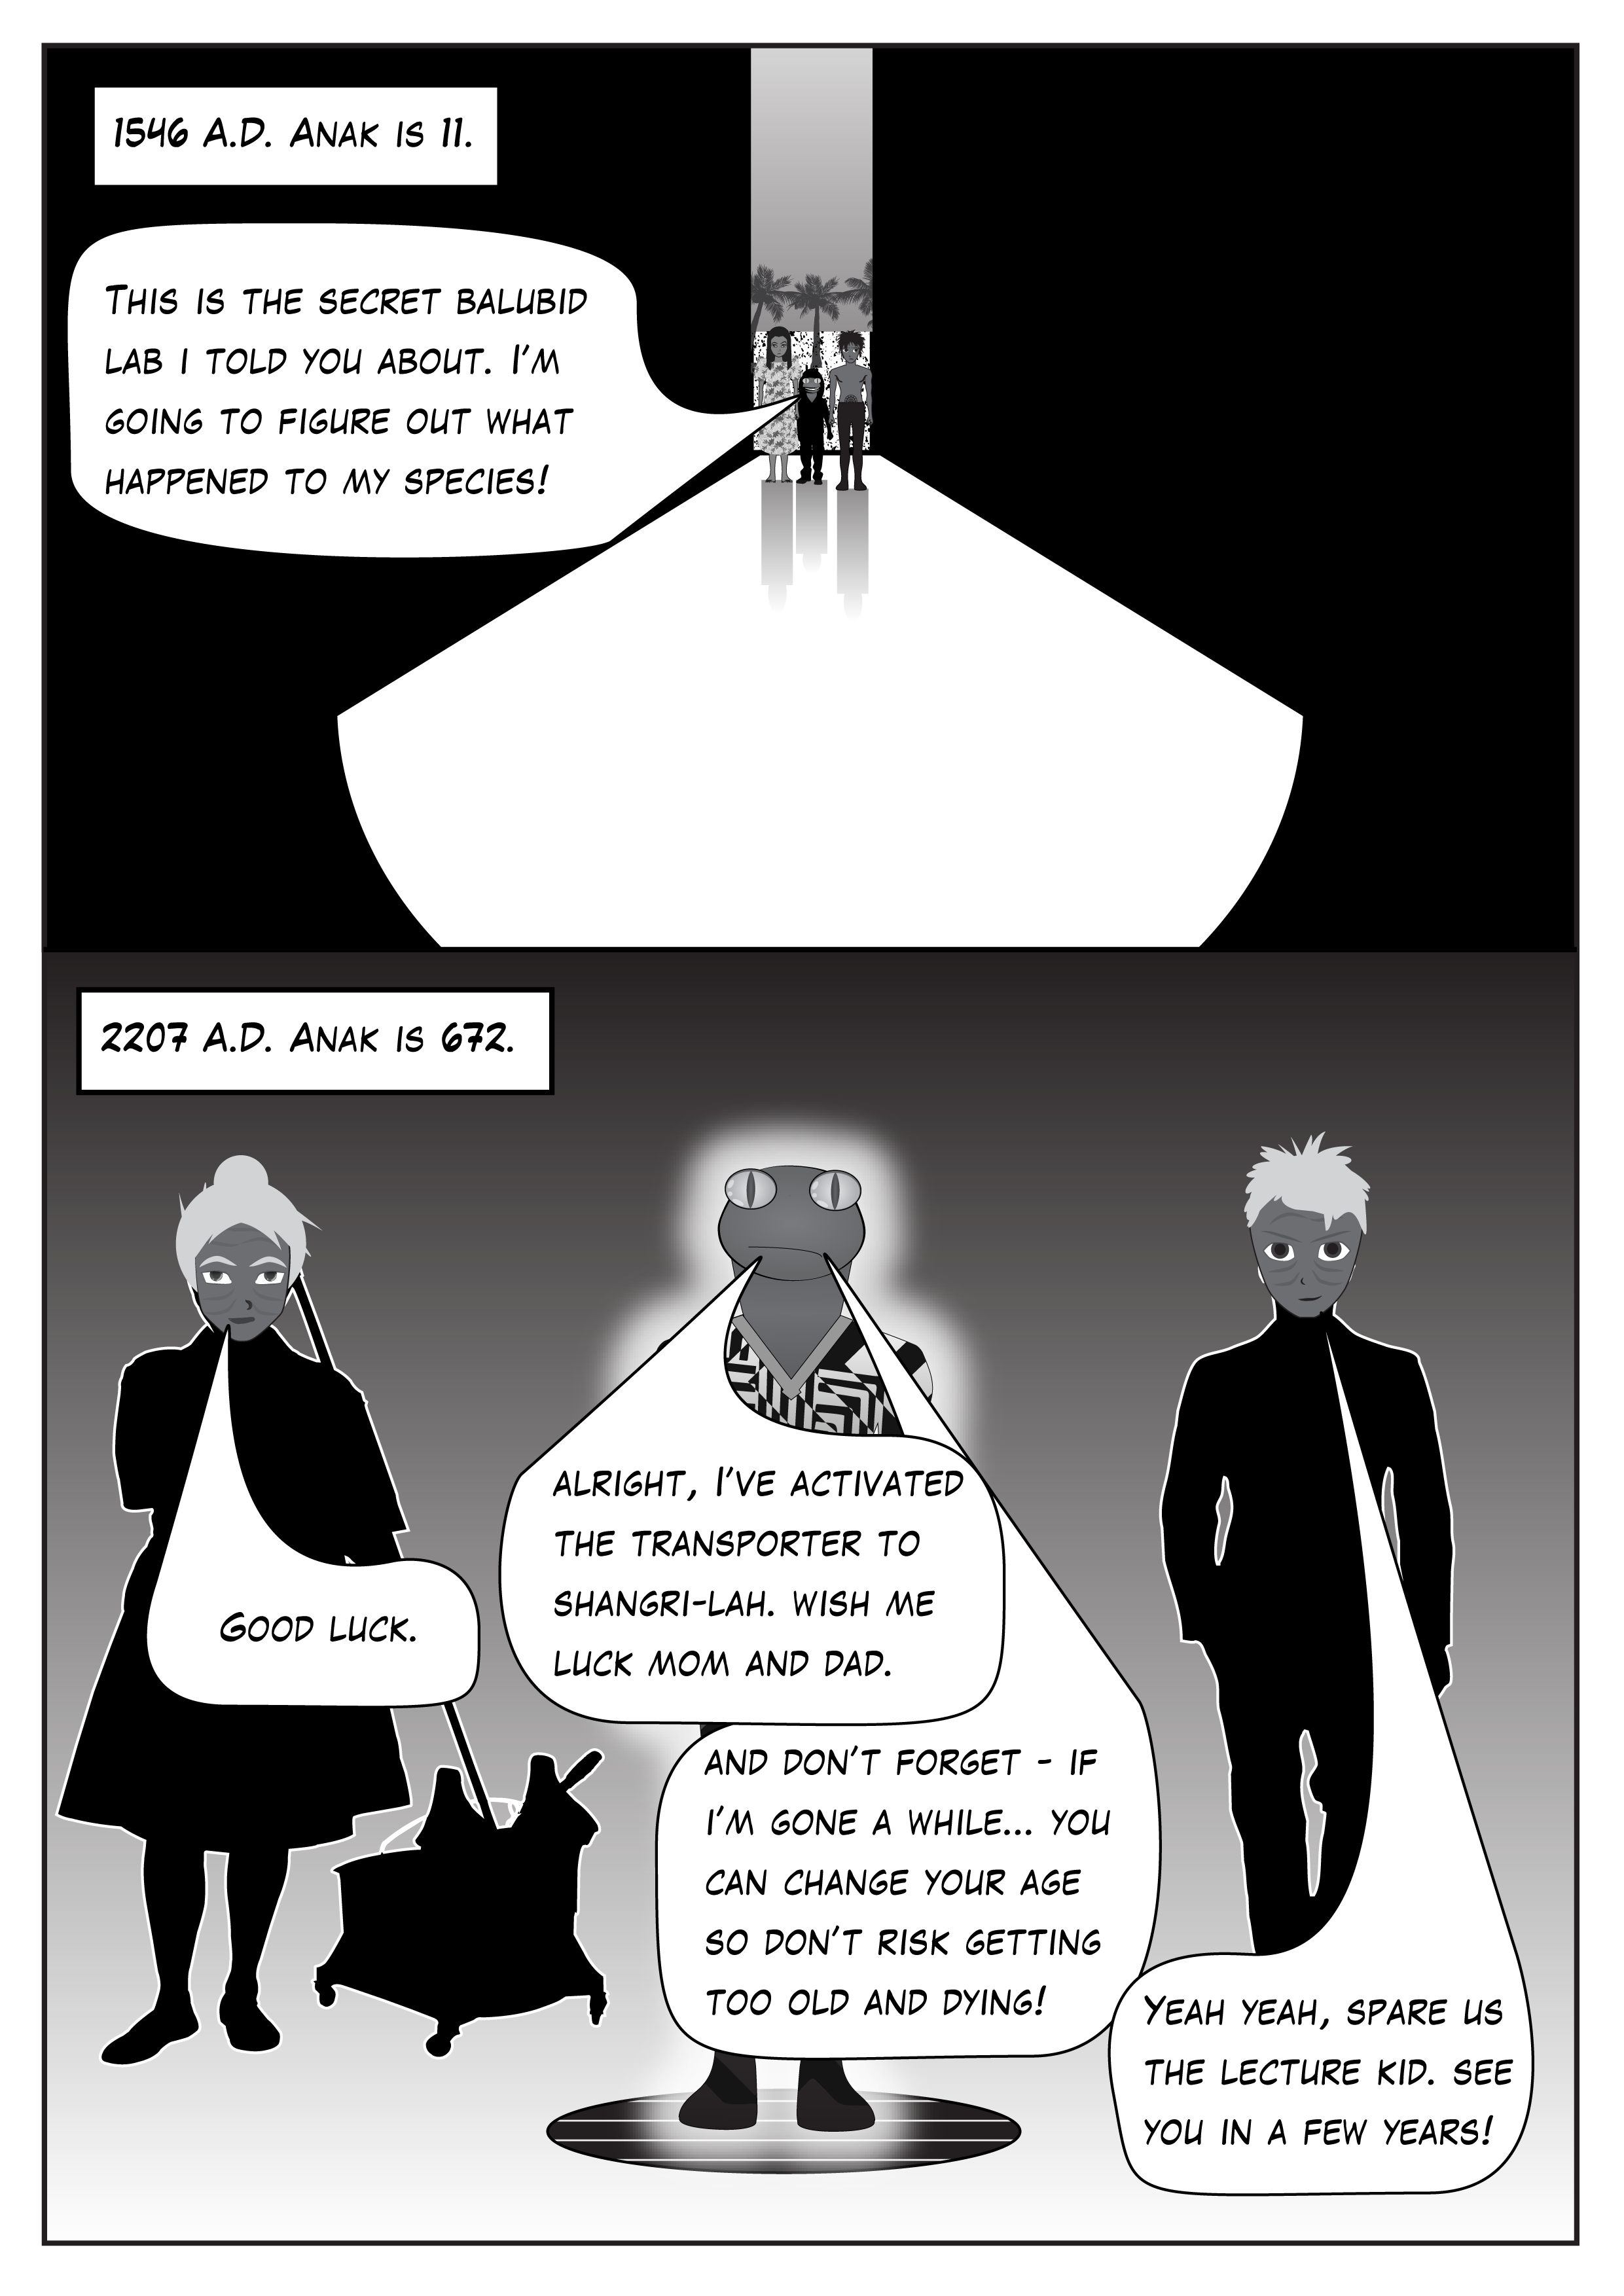 1546 A.D. Anak is 11.
This is the secret balubid
lab i told you about. I'm
going to figure out what
happened to my species!
2207 A.D. Anak is 672.
alright, I've activated
the transporter to
shangri-lah. wish me
luck mom and dad.
Good luck.
and don't forget - if
i'm gone a while... you
can change your age
so don't risk getting
too old and dying!
Yeah yeah, spare us
the lecture kid. see
you in a few years!